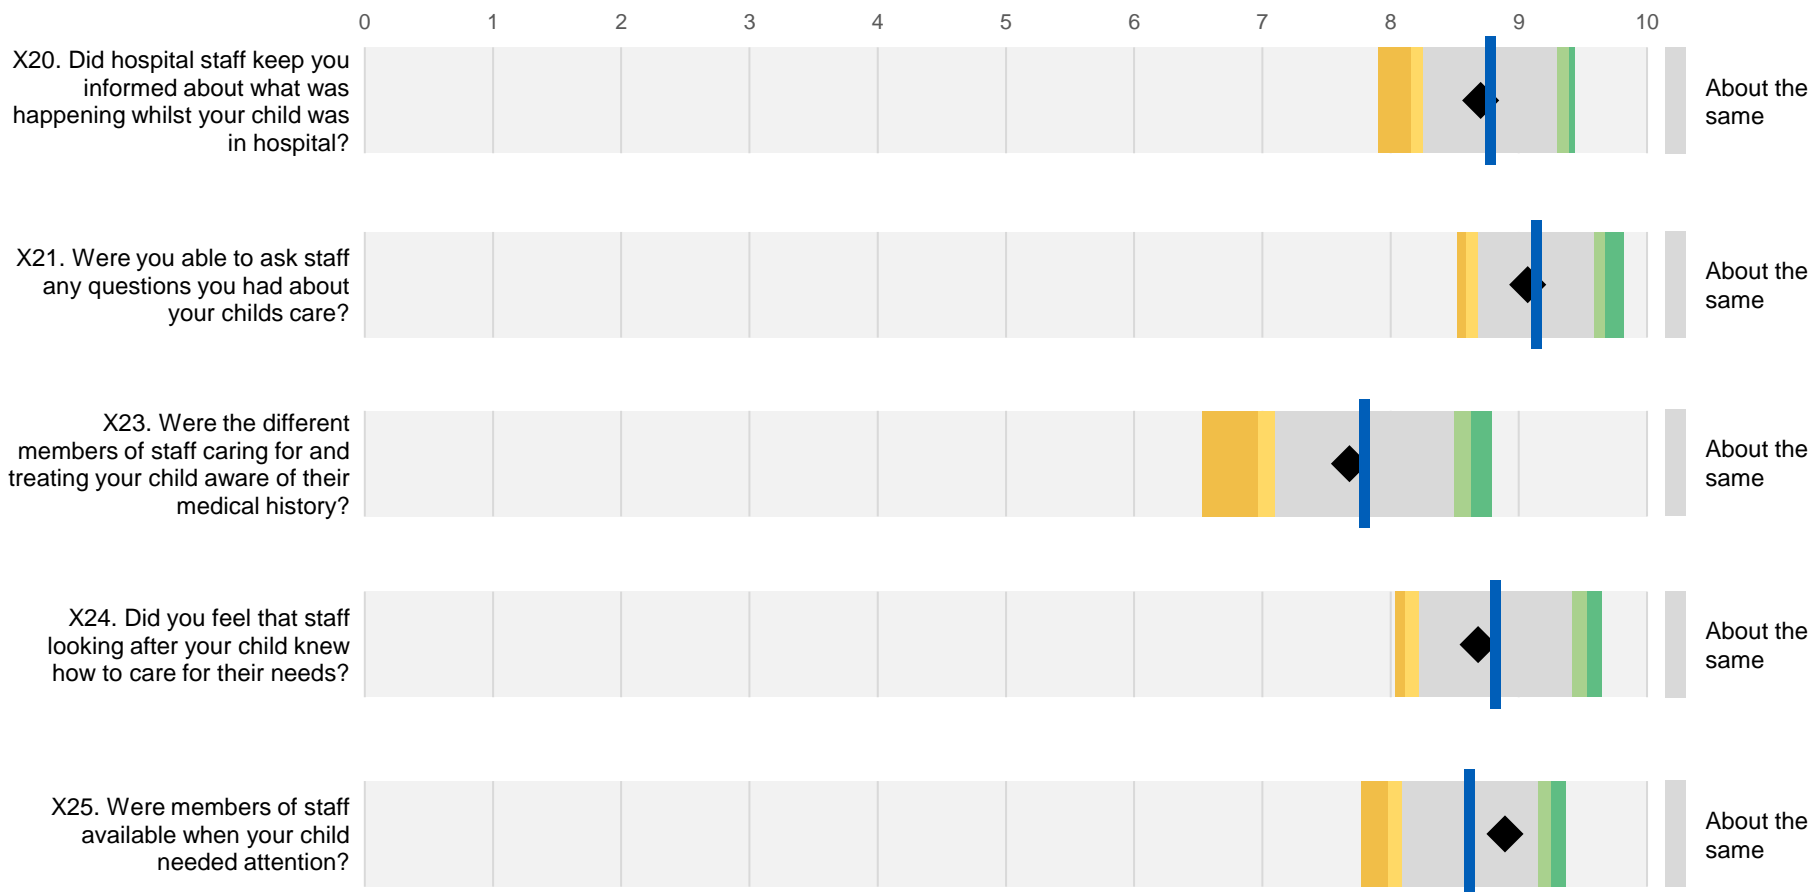 0 1 2 3 4 5 6 7 8 9 10
X20. Did hospital staff keep you
informed about what was
happening whilst your child was
in hospital?
About the
same
X21. Were you able to ask staff
any questions you had about
your childs care?
About the
same
X23. Were the different
members of staff caring for and
treating your child aware of their
medical history?
About the
same
X24. Did you feel that staff
looking after your child knew
how to care for their needs?
About the
same
X25. Were members of staff
available when your child
needed attention?
About the
same